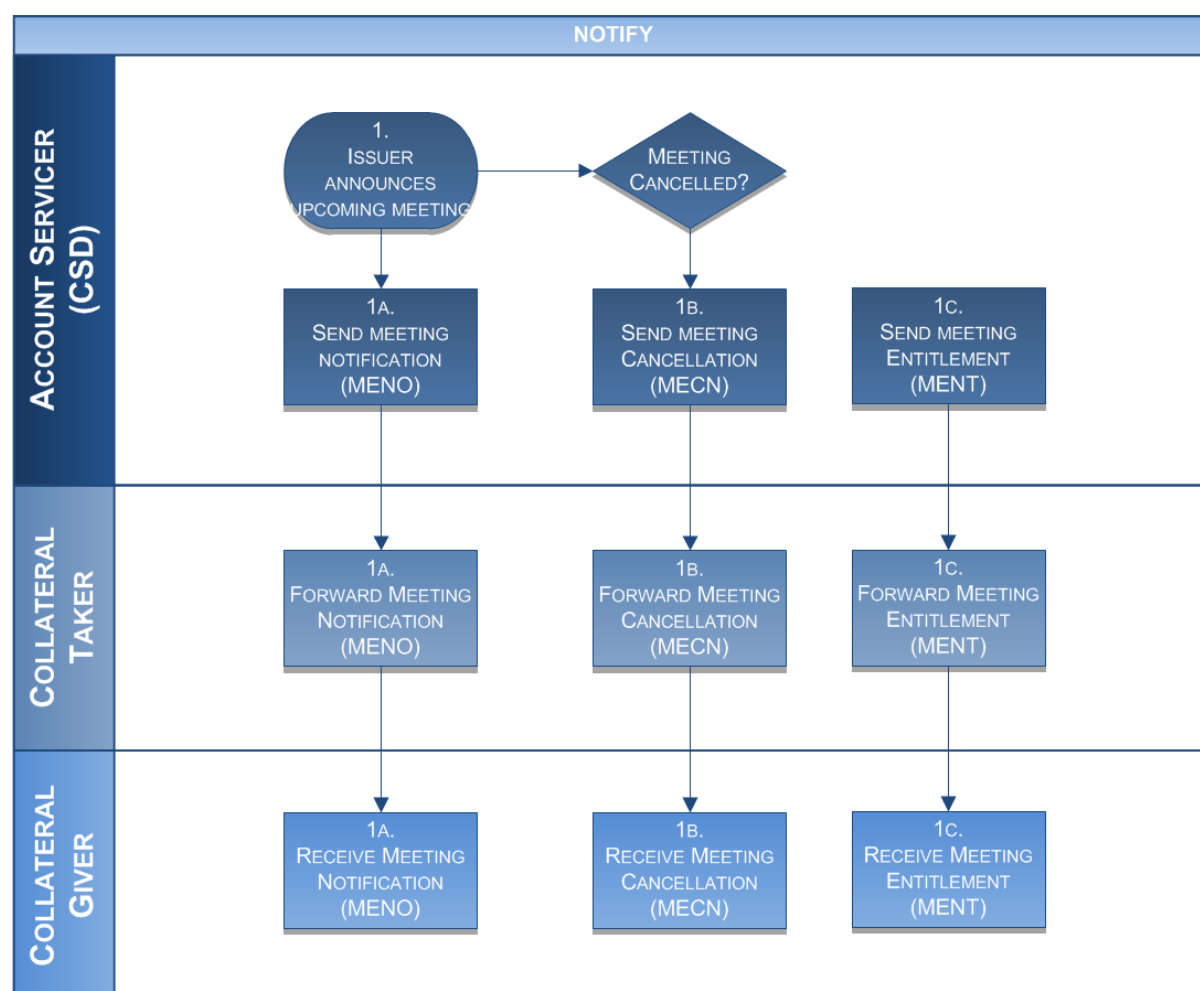 NOTIFY
ACCOUNT SERVICER
(CSD)
1.
ISSUER
ANNOUNCES
UPCOMING MEETING
MEETING
CANCELLED?
1A.
SEND MEETING
NOTIFICATION
(MENO)
1B.
SEND MEETING
CANCELLATION
(MECN)
1C.
SEND MEETING
ENTITLEMENT
(MENT)
COLLATERAL
TAKER
1A.
FORWARD MEETING
NOTIFICATION
(MENO)
1B.
FORWARD MEETING
CANCELLATION
(MECN)
1C.
FORWARD MEETING
ENTITLEMENT
(MENT)
COLLATERAL
GIVER
1A.
RECEIVE MEETING
NOTIFICATION
(MENO)
1B.
RECEIVE MEETING
CANCELLATION
(MECN)
1C.
RECEIVE MEETING
ENTITLEMENT
(MENT)